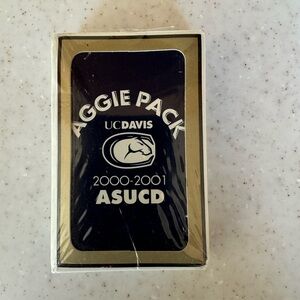 AGGIE PACK
UC DAVIS
2000-2001
ASUCD